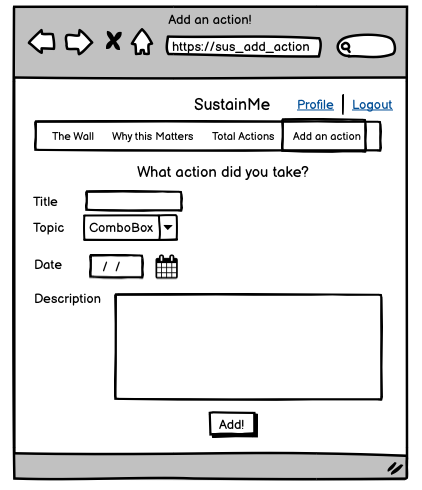 Add an action!
https://sus_add_action
SustainMe Profile Logout
The Wall Why this Matters Total Actions Add an action
What action did you take?
Title
Topic ComboBox
Date / /
Description
Add!